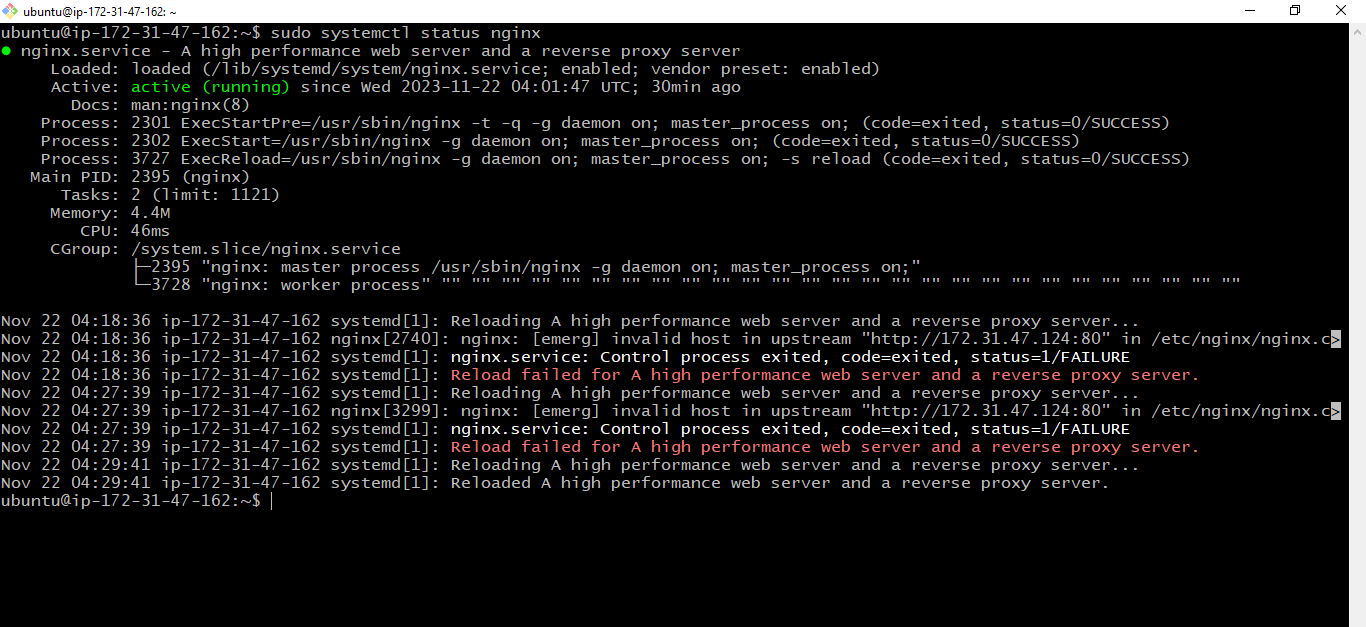 ubuntu@ip-172-31-47-162: ~
ubuntu@ip-172-31-47-162:~$ sudo systemctl status nginx
● nginx.service - A high performance web server and a reverse proxy server
Loaded: loaded (/lib/systemd/system/nginx.service; enabled; vendor preset: enabled)
Active: active (running) since Wed 2023-11-22 04:01:47 UTC; 30min ago
Docs: man:nginx(8)
Process: 2301 ExecStartPre=/usr/sbin/nginx -t -q -g daemon on; master_process on; (code=exited, status=0/SUCCESS)
Process: 2302 ExecStart=/usr/sbin/nginx -g daemon on; master_process on; (code=exited, status=0/SUCCESS)
Process: 3727 ExecReload=/usr/sbin/nginx -g daemon on; master_process on; -s reload (code=exited, status=0/SUCCESS)
Main PID: 2395 (nginx)
Tasks: 2 (limit: 1121)
Memory: 4.4M
CPU: 46ms
CGroup: /system.slice/nginx.service
├─2395 "nginx: master process /usr/sbin/nginx -g daemon on; master_process on;"
└─3728 "nginx: worker process" "" "" "" "" "" "" "" "" "" "" "" "" "" "" "" "" "" "" "" "" "" "" "" "" "" "" ""
Nov 22 04:18:36 ip-172-31-47-162 systemd[1]: Reloading A high performance web server and a reverse proxy server...
Nov 22 04:18:36 ip-172-31-47-162 nginx[2740]: nginx: [emerg] invalid host in upstream "http://172.31.47.124:80" in /etc/nginx/nginx.c>
Nov 22 04:18:36 ip-172-31-47-162 systemd[1]: nginx.service: Control process exited, code=exited, status=1/FAILURE
Nov 22 04:18:36 ip-172-31-47-162 systemd[1]: Reload failed for A high performance web server and a reverse proxy server.
Nov 22 04:27:39 ip-172-31-47-162 systemd[1]: Reloading A high performance web server and a reverse proxy server...
Nov 22 04:27:39 ip-172-31-47-162 nginx[3299]: nginx: [emerg] invalid host in upstream "http://172.31.47.124:80" in /etc/nginx/nginx.c>
Nov 22 04:27:39 ip-172-31-47-162 systemd[1]: nginx.service: Control process exited, code=exited, status=1/FAILURE
Nov 22 04:27:39 ip-172-31-47-162 systemd[1]: Reload failed for A high performance web server and a reverse proxy server.
Nov 22 04:29:41 ip-172-31-47-162 systemd[1]: Reloading A high performance web server and a reverse proxy server...
Nov 22 04:29:41 ip-172-31-47-162 systemd[1]: Reloaded A high performance web server and a reverse proxy server.
ubuntu@ip-172-31-47-162:~$